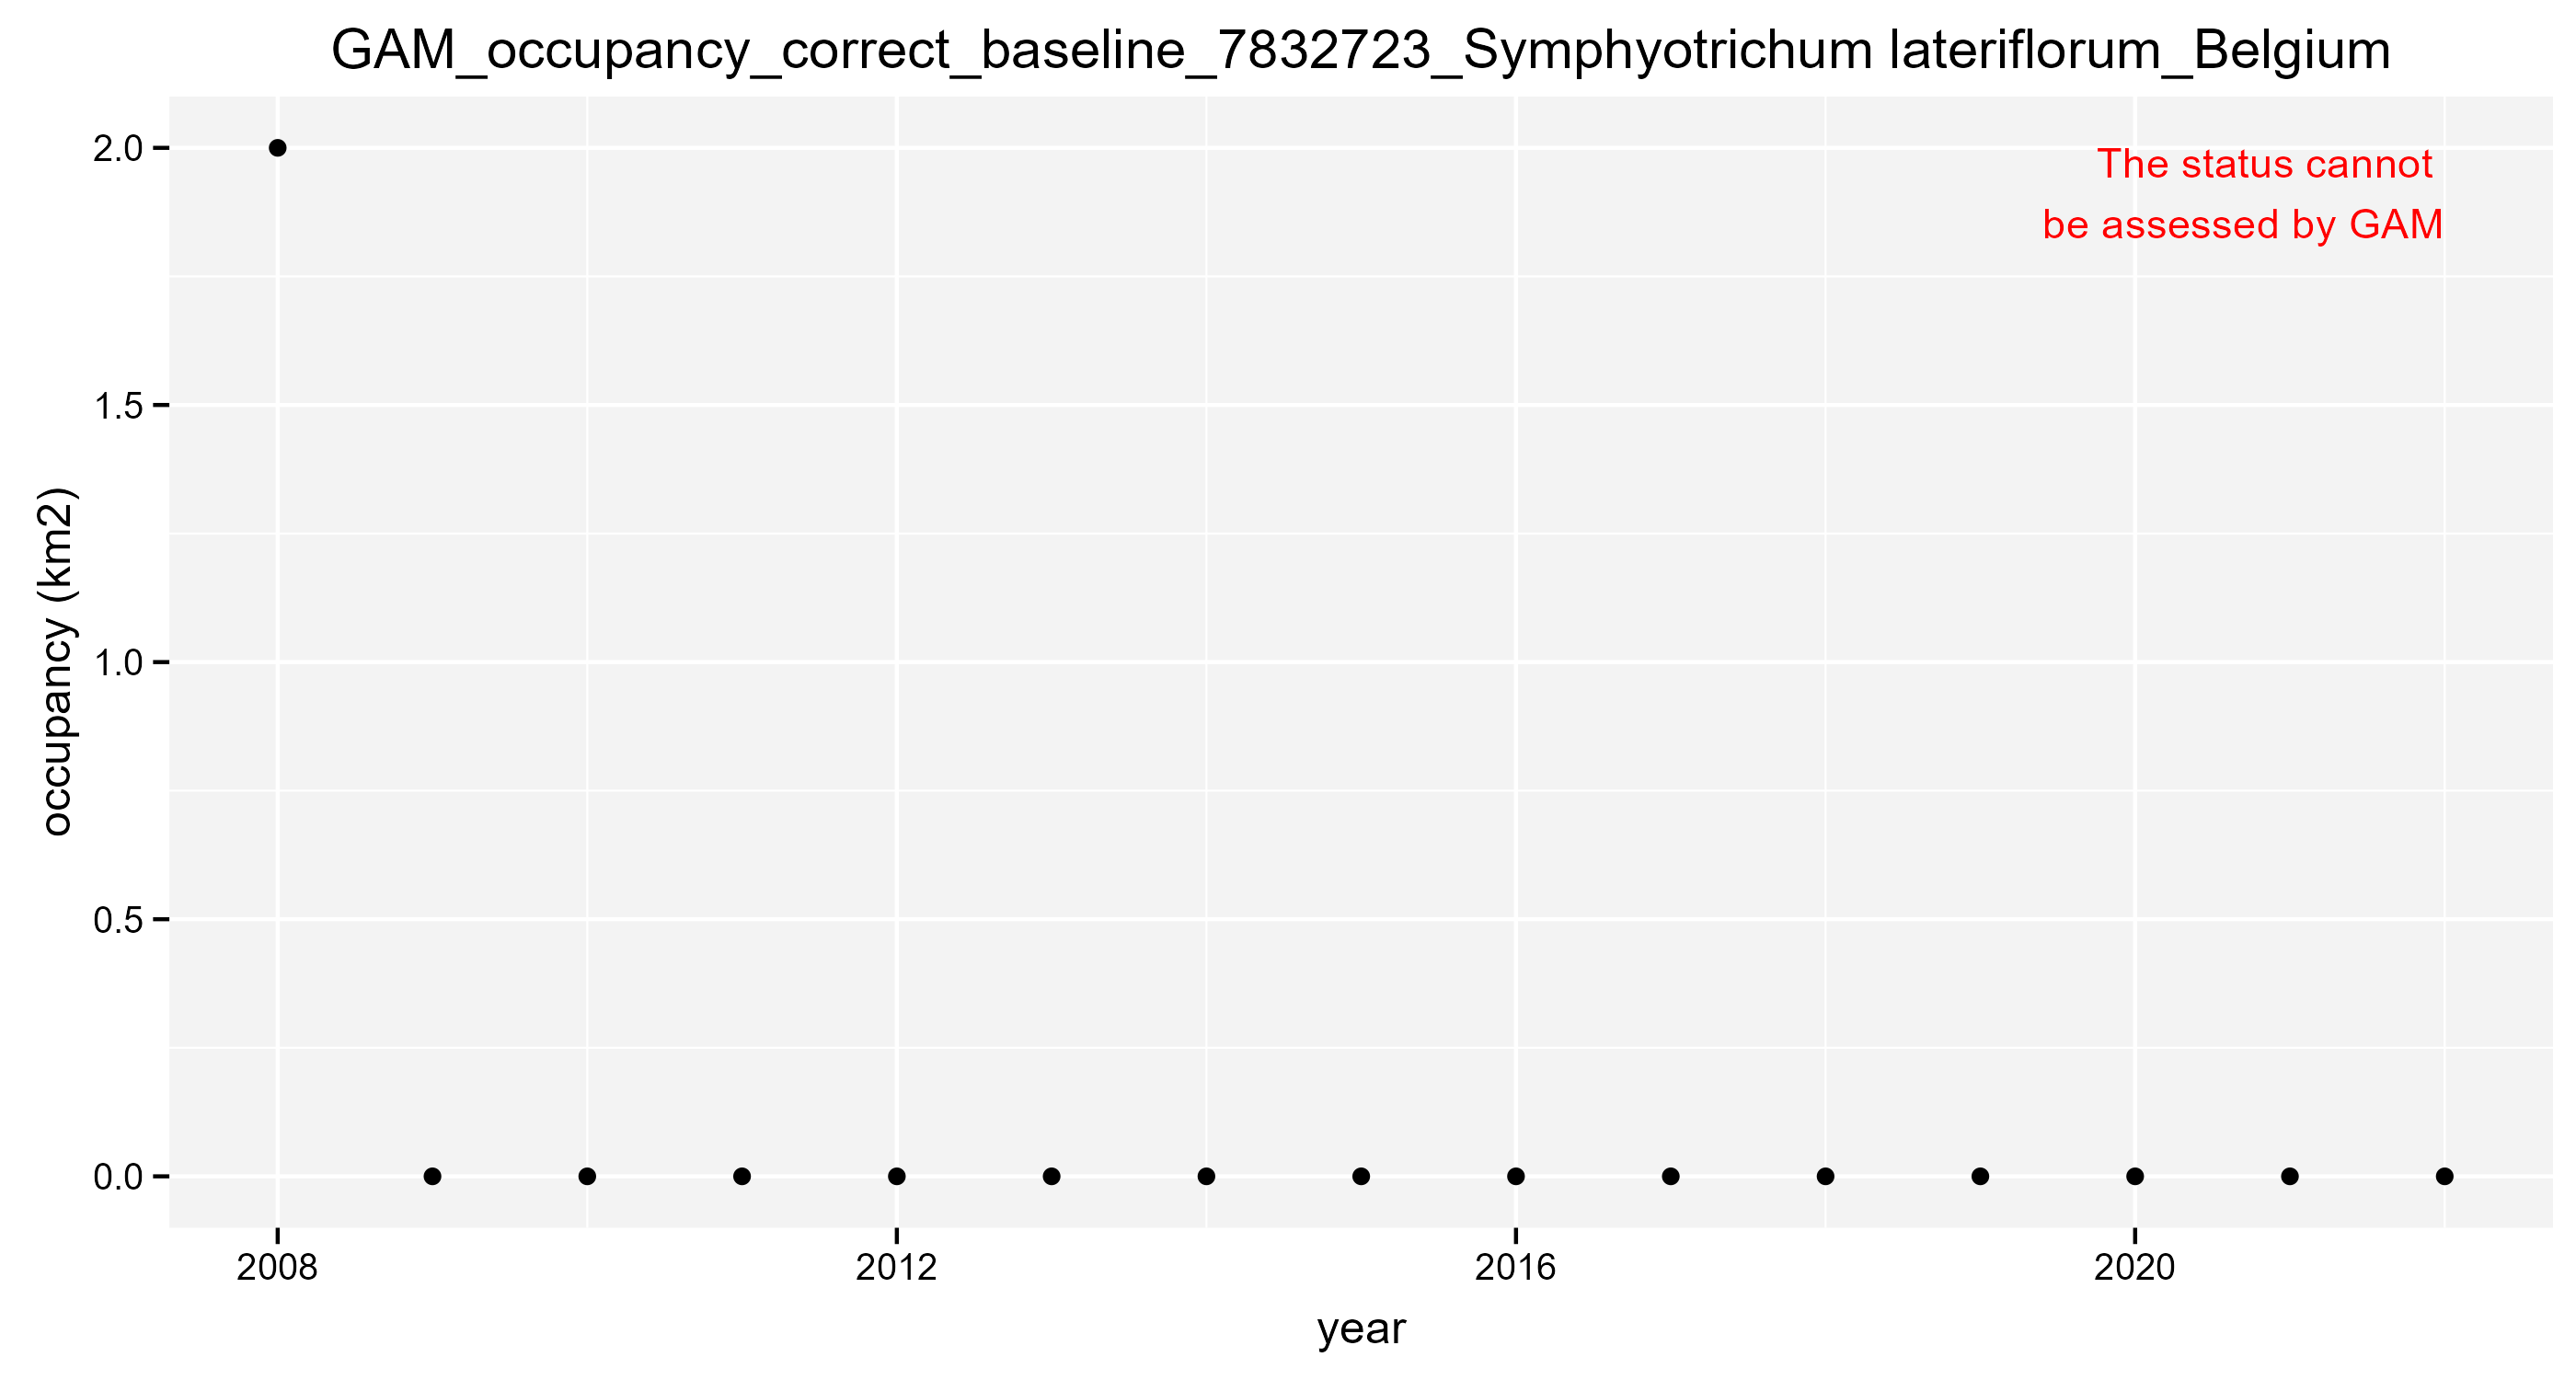 GAM_occupancy_correct_baseline_7832723_Symphyotrichum lateriflorum_Belgium
2.0
The status cannot
be assessed by GAM
1.5
occupancy (km2)
1.0
0.5
0.0
2008 2012 2016 2020
year